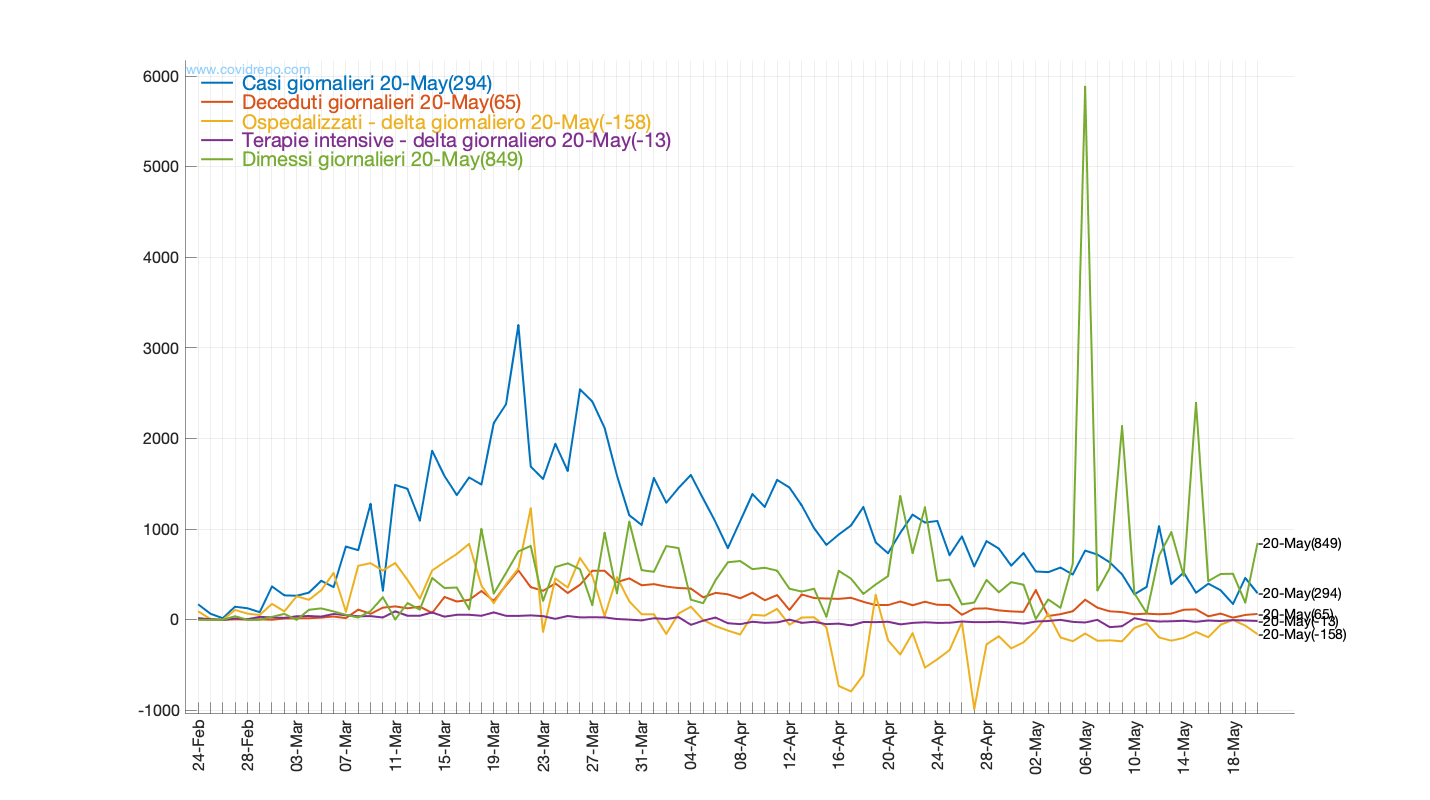 www.covidrepo.com
Casi giornalieri 20-May(294)
Deceduti giornalieri 20-May(65)
Ospedalizzati - delta giornaliero 20-May(-158)
Terapie intensive - delta giornaliero 20-May(-13)
Dimessi giornalieri 20-May(849)
6000
5000
4000
3000
2000
1000
0
-1000
-20-May(849)
-20-May(294)
-20-May(65)
-20-May(-13)
-20-May(-158)
24-Feb
28-Feb
03-Mar
07-Mar
11-Mar
15-Mar
19-Mar
23-Mar
27-Mar
31-Mar
04-Apr
08-Apr
12-Apr
16-Apr
20-Apr
24-Apr
28-Apr
02-May
06-May
10-May
14-May
18-May